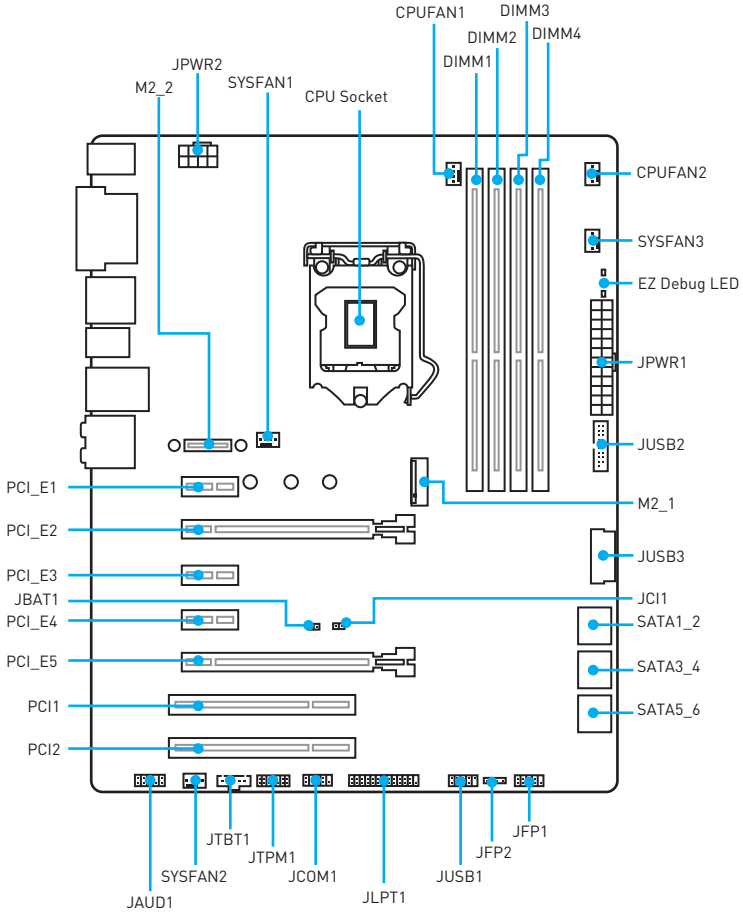 CPUFAN1
DIMM3
DIMM2
DIMM4
DIMM1
JPWR2
SYSFAN1
M2_2
CPU Socket
CPUFAN2
SYSFAN3
EZ Debug LED
JPWR1
JUSB2
PCI_E1
M2_1
PCI_E2
JUSB3
PCI_E3
JBAT1
JCI1
PCI_E4
SATA1_2
PCI_E5
SATA3_4
PCI1
SATA5_6
PCI2
JTBT1
JFP1
JTPM1
JFP2
SYSFAN2
JCOM1
JUSB1
JLPT1
JAUD1